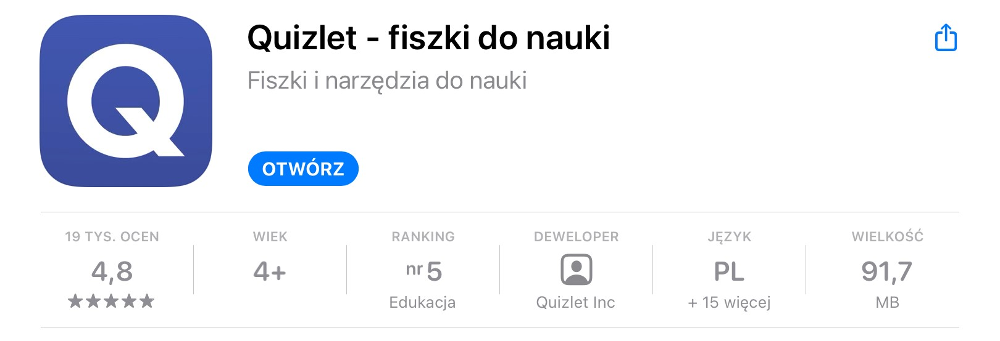 Quizlet - fiszki do nauki
Fiszki i narzędzia do nauki
OTWÓRZ
19 TYS. OCEN
4,8
WIEK
4+
RANKING
nr 5
Edukacja
DEWELOPER
Quizlet Inc
JĘZYK
PL
+ 15 więcej
WIELKOŚĆ
91,7
MB